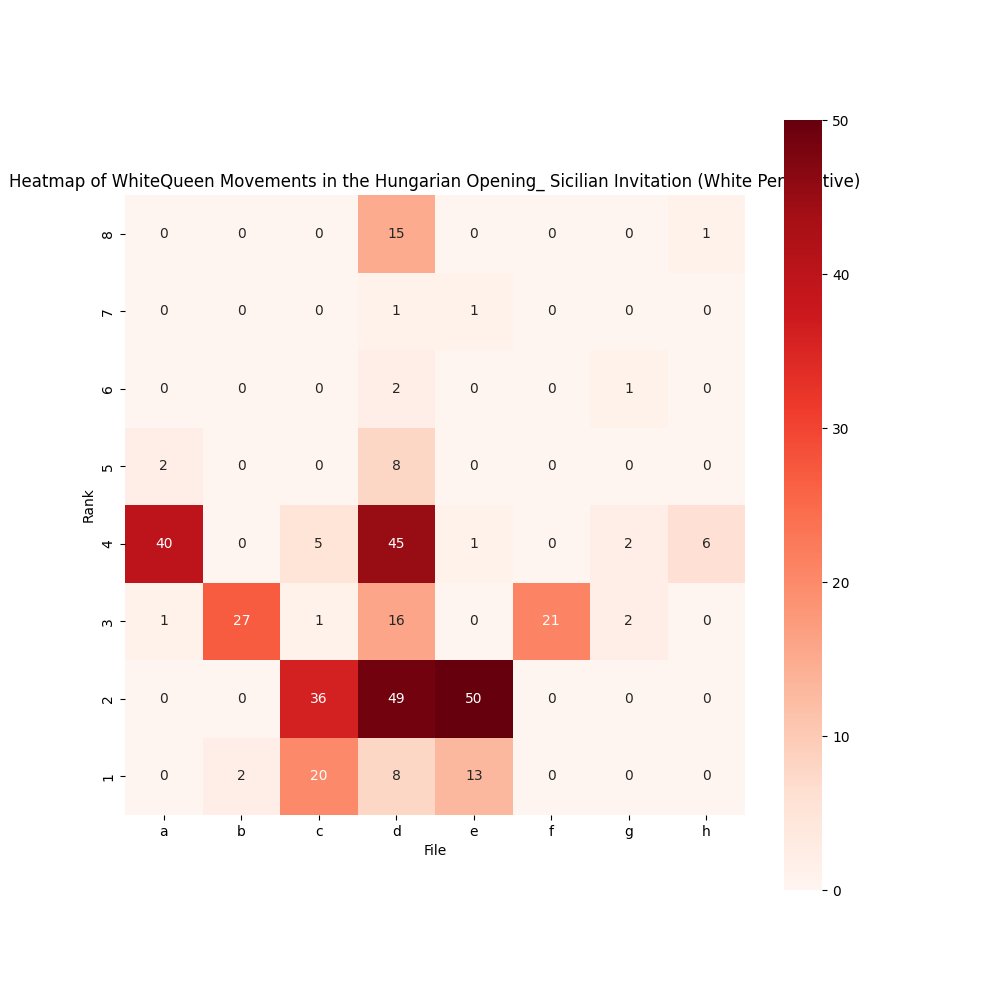 Heatmap of WhiteQueen Movements in the Hungarian Opening_ Sicilian Invitation (White
8 0 0 0 15 0 0 0 1
7 0 0 0 1 1 0 0 0
6 0 0 0 2 0 0 1 0
5 2 0 0 8 0 0 0 0
4 40 0 5 45 1 0 2 6
3 1 27 1 16 0 21 2 0
2 0 0 36 49 50 0 0 0
1 0 2 20 8 13 0 0 0
a b c d e f g h
File
Rank
50
40
30
20
10
0